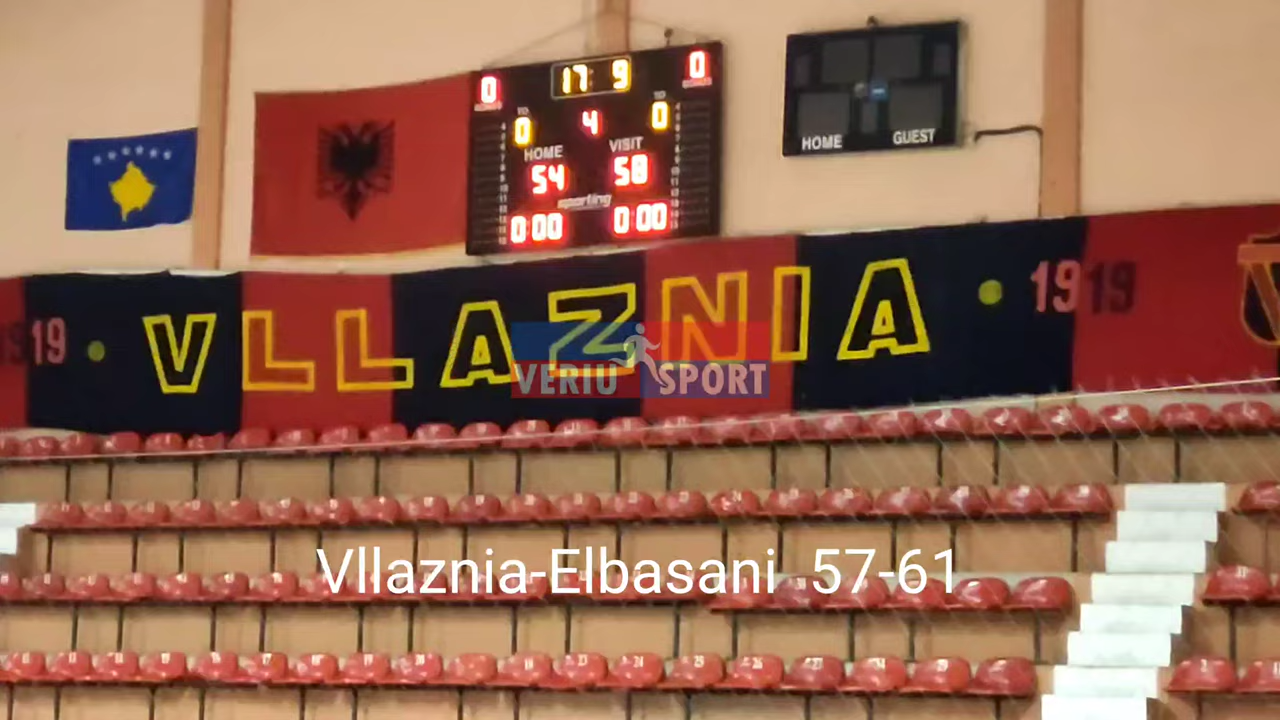 0 17: 9 0
TO TO
0 4 0
HOME VISIT
54 58
sporting
0:00 0:00
HOME GUEST
1919 • VLLAZNIA • 1919
VERIU SPORT
Vllaznia-Elbasani 57-61